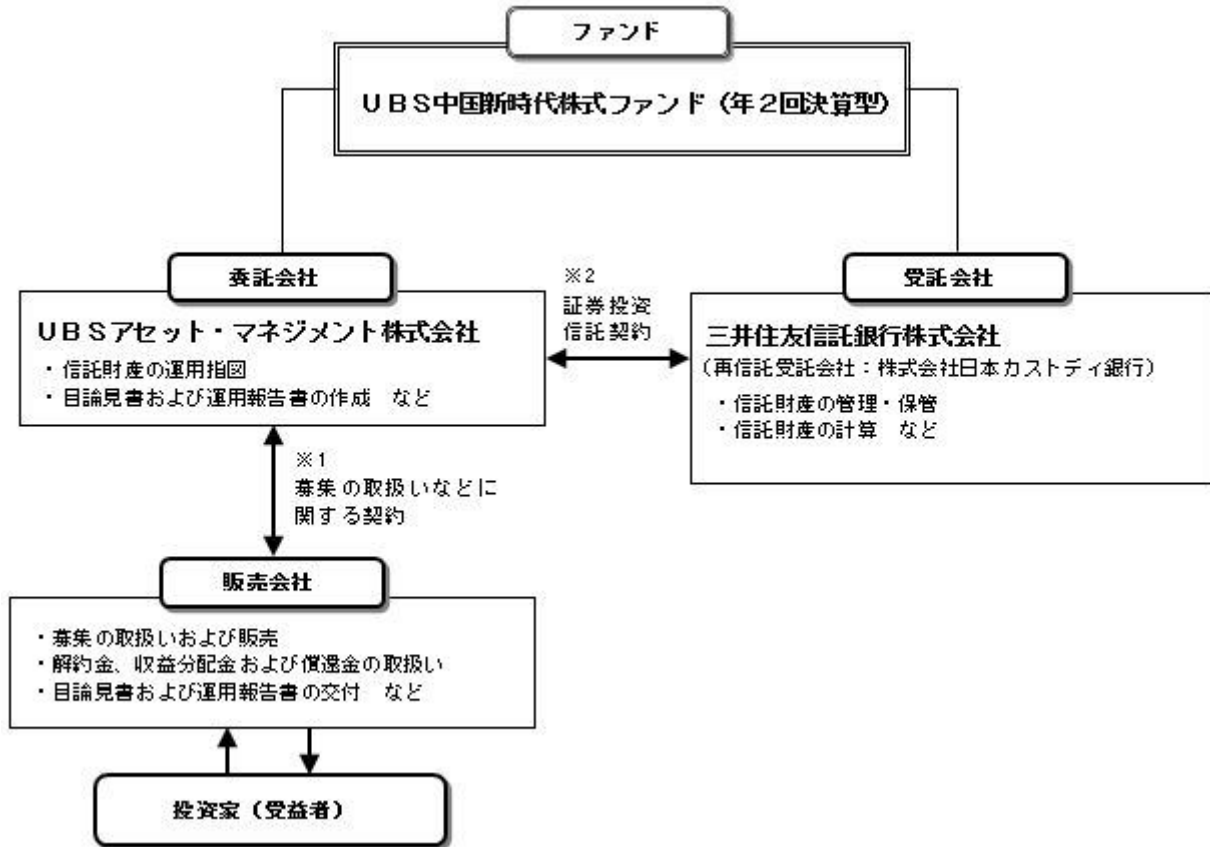 ファンド
UBS中国新時代株式ファンド（年2回決算型）
委託会社
UBSアセット・マネジメント株式会社
・信託財産の運用指図
・目論見書および運用報告書の作成　など
※2
証券投資
信託契約
受託会社
三井住友信託銀行株式会社
（再信託受託会社：株式会社日本カストディ銀行）
・信託財産の管理・保管
・信託財産の計算　など
※1
募集の取扱いなどに
関する契約
販売会社
・募集の取扱いおよび販売
・解約金、収益分配金および償還金の取扱い
・目論見書および運用報告書の交付　など
投資家（受益者）